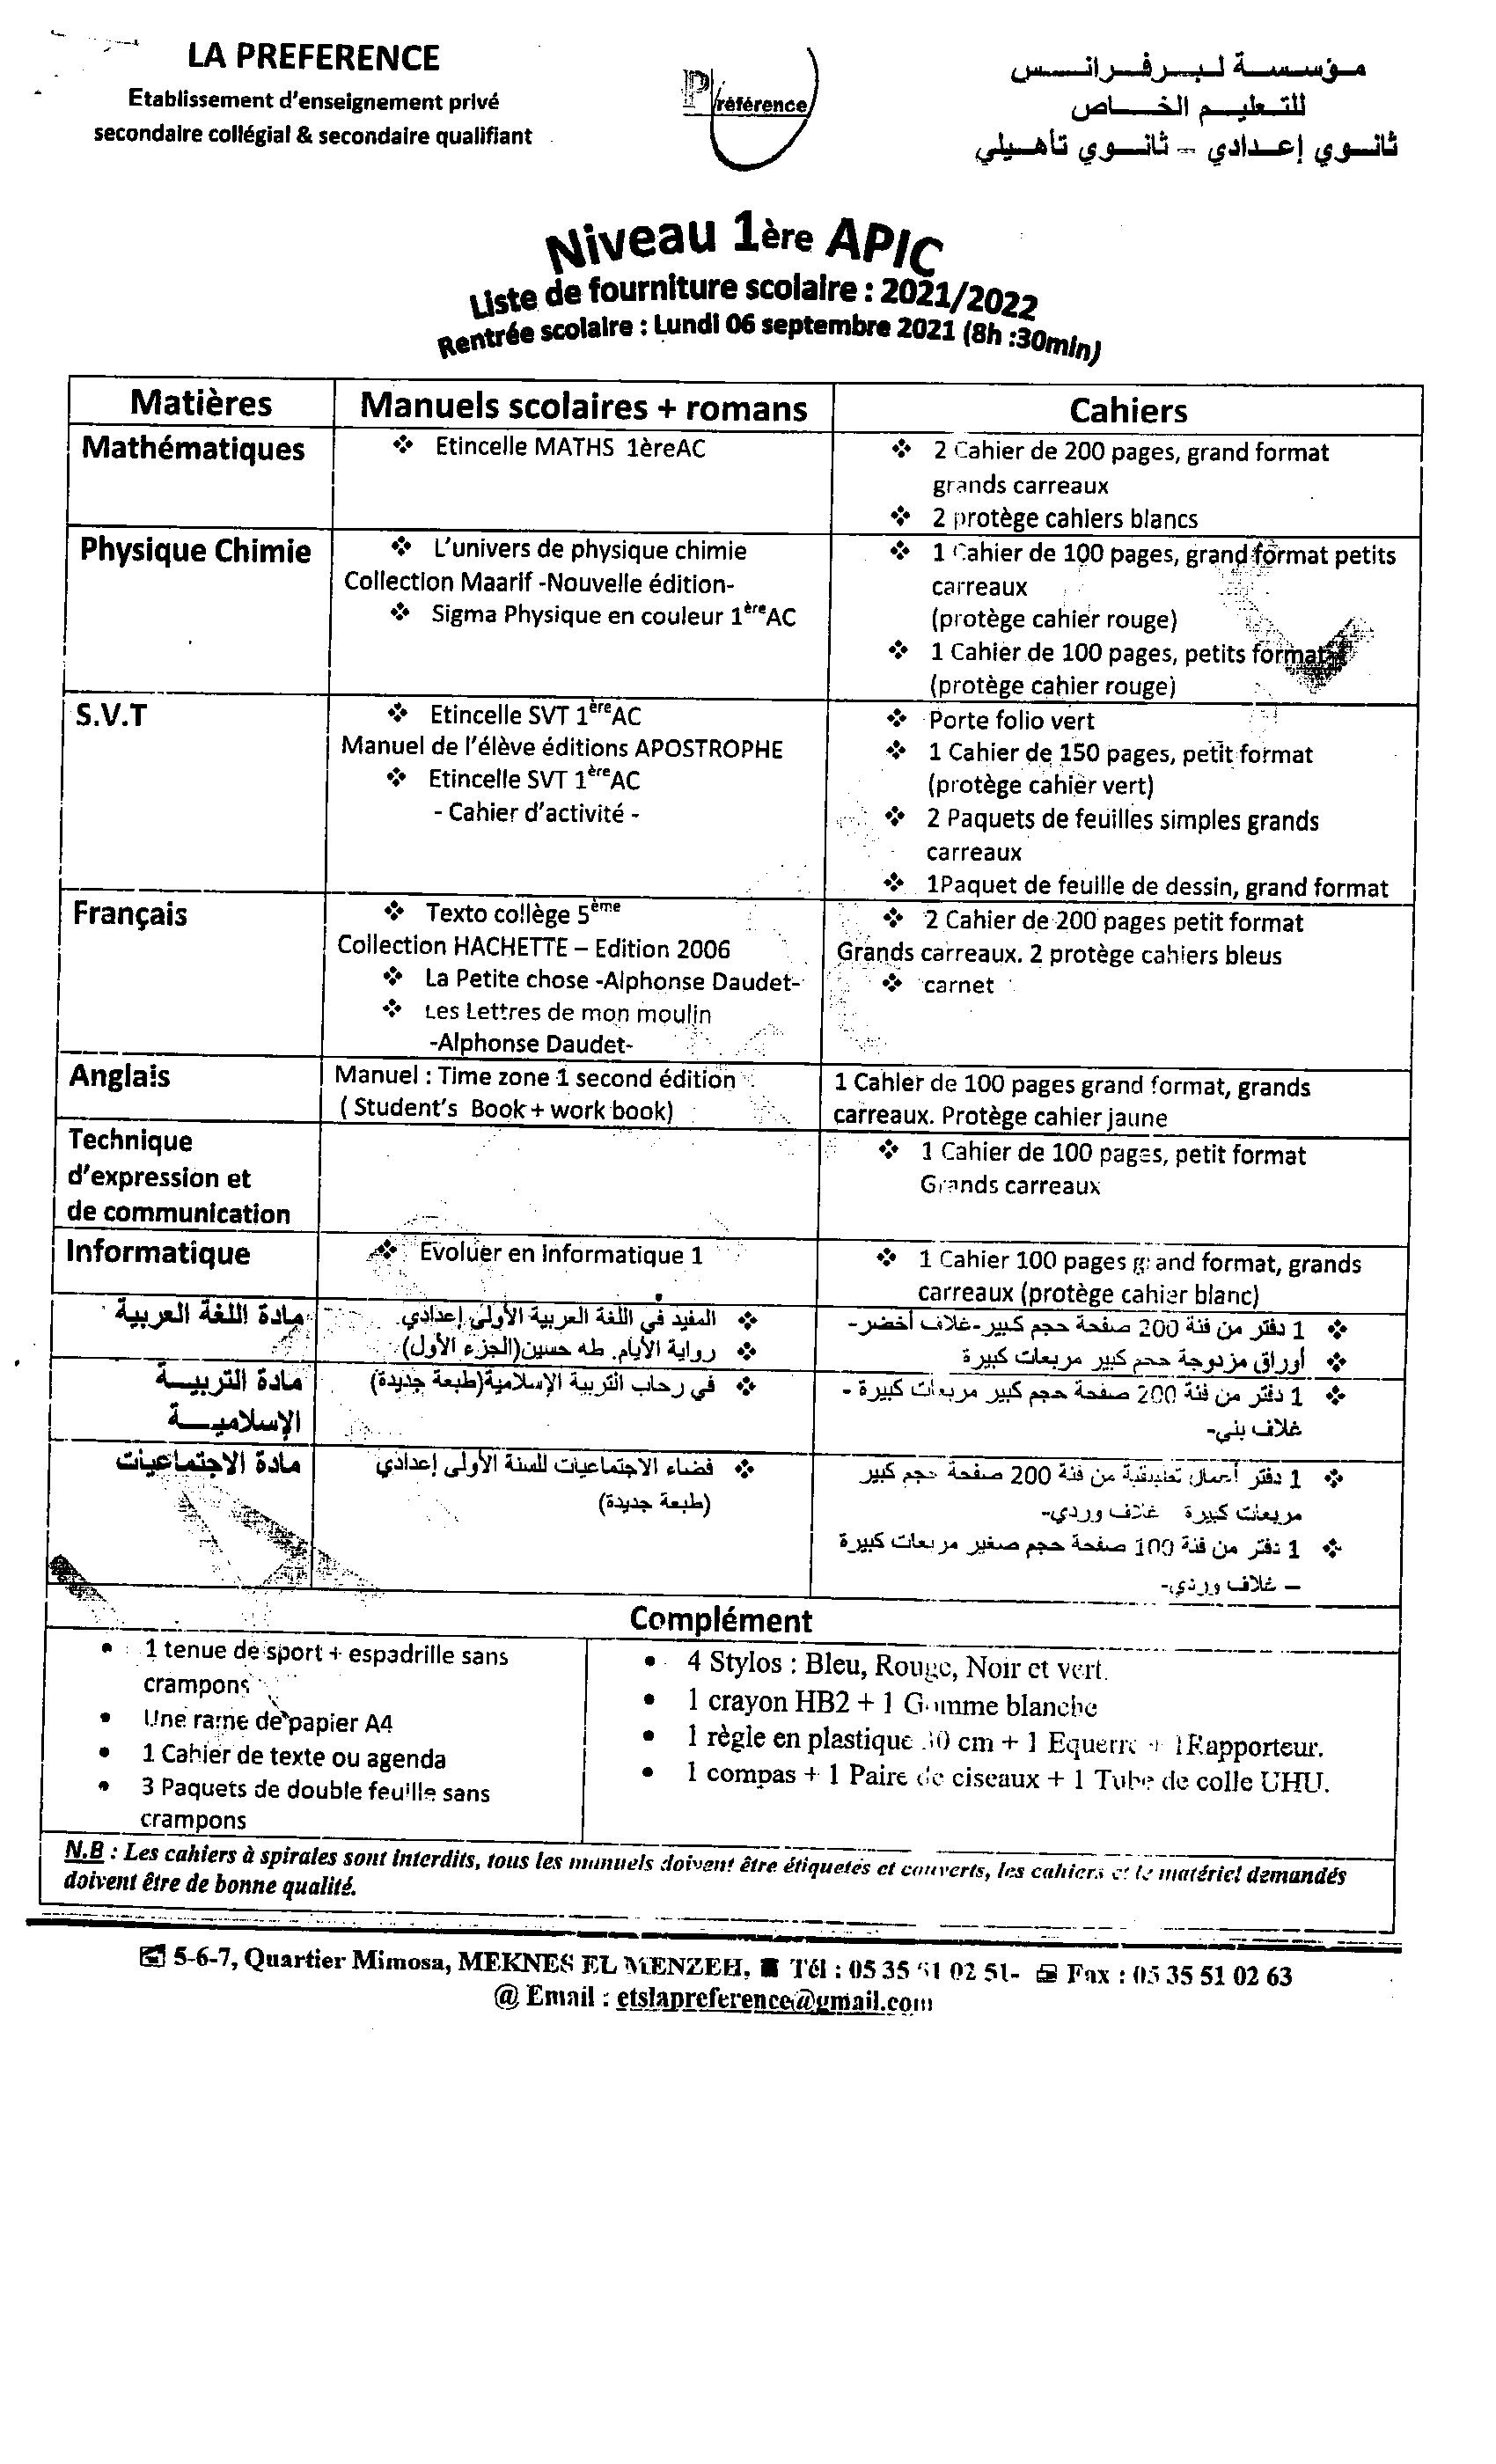 LA PREFERENCE
Etablissement d'enseignement privé
secondaire collégial & secondaire qualifiant
Préférence
مؤسسة لبرفرانس
للتعليم الخاص
ثانوي إعدادي – ثانوي تأهيلي
Niveau 1ère APIC
Liste de fourniture scolaire : 2021/2022
Rentrée scolaire : Lundi 06 septembre 2021 (8h :30min)
Matières Manuels scolaires + romans Cahiers
Mathématiques
❖ Etincelle MATHS 1èreAC
❖ 2 Cahier de 200 pages, grand format
grands carreaux
❖ 2 protège cahiers blancs
Physique Chimie
❖ L'univers de physique chimie
Collection Maarif -Nouvelle édition-
❖ Sigma Physique en couleur 1èreAC
❖ 1 Cahier de 100 pages, grand format petits
carreaux
(protège cahier rouge)
❖ 1 Cahier de 100 pages, petits format
(protège cahier rouge)
S.V.T
❖ Etincelle SVT 1èreAC
Manuel de l'élève éditions APOSTROPHE
❖ Etincelle SVT 1èreAC
- Cahier d'activité -
❖ Porte folio vert
❖ 1 Cahier de 150 pages, petit format
(protège cahier vert)
❖ 2 Paquets de feuilles simples grands
carreaux
❖ 1Paquet de feuille de dessin, grand format
Français
❖ Texto collège 5ème
Collection HACHETTE – Edition 2006
❖ La Petite chose -Alphonse Daudet-
❖ Les Lettres de mon moulin
-Alphonse Daudet-
❖ 2 Cahier de 200 pages petit format
Grands carreaux. 2 protège cahiers bleus
❖ carnet
Anglais
Manuel : Time zone 1 second édition
( Student's Book + work book)
1 Cahier de 100 pages grand format, grands
carreaux. Protège cahier jaune
Technique
d'expression et
de communication
❖ 1 Cahier de 100 pages, petit format
Grands carreaux
Informatique
❖ Evoluer en Informatique 1
❖ 1 Cahier 100 pages grand format, grands
carreaux (protège cahier blanc)
مادة اللغة العربية
❖ المفيد في اللغة العربية الأولى إعدادي.
❖ رواية الأيام. طه حسين(الجزء الأول)
❖ 1 دفتر من فئة 200 صفحة حجم كبير-غلاف أخضر-
❖ أوراق مزدوجة حجم كبير مربعات كبيرة
مادة التربية
الإسلامية
❖ في رحاب التربية الإسلامية(طبعة جديدة)
❖ 1 دفتر من فئة 200 صفحة حجم كبير مربعات كبيرة -
غلاف بني-
مادة الاجتماعيات
❖ فضاء الاجتماعيات للسنة الأولى إعدادي
(طبعة جديدة)
❖ 1 دفتر أعمال تطبيقية من فئة 200 صفحة حجم كبير
مربعات كبيرة غلاف وردي-
❖ 1 دفتر من فئة 100 صفحة حجم صغير مربعات كبيرة
– غلاف وردي-
Complément
• 1 tenue de sport + espadrille sans
crampons
• Une rame de papier A4
• 1 Cahier de texte ou agenda
• 3 Paquets de double feuille sans
crampons
• 4 Stylos : Bleu, Rouge, Noir et vert.
• 1 crayon HB2 + 1 Gomme blanche
• 1 règle en plastique 30 cm + 1 Equerre + 1Rapporteur.
• 1 compas + 1 Paire de ciseaux + 1 Tube de colle UHU.
N.B : Les cahiers à spirales sont interdits, tous les manuels doivent être étiquetés et couverts, les cahiers et le matériel demandés
doivent être de bonne qualité.
5-6-7, Quartier Mimosa, MEKNES EL MENZEH, Tél : 05 35 51 02 51- Fax : 05 35 51 02 63
@ Email : etslapreference@gmail.com